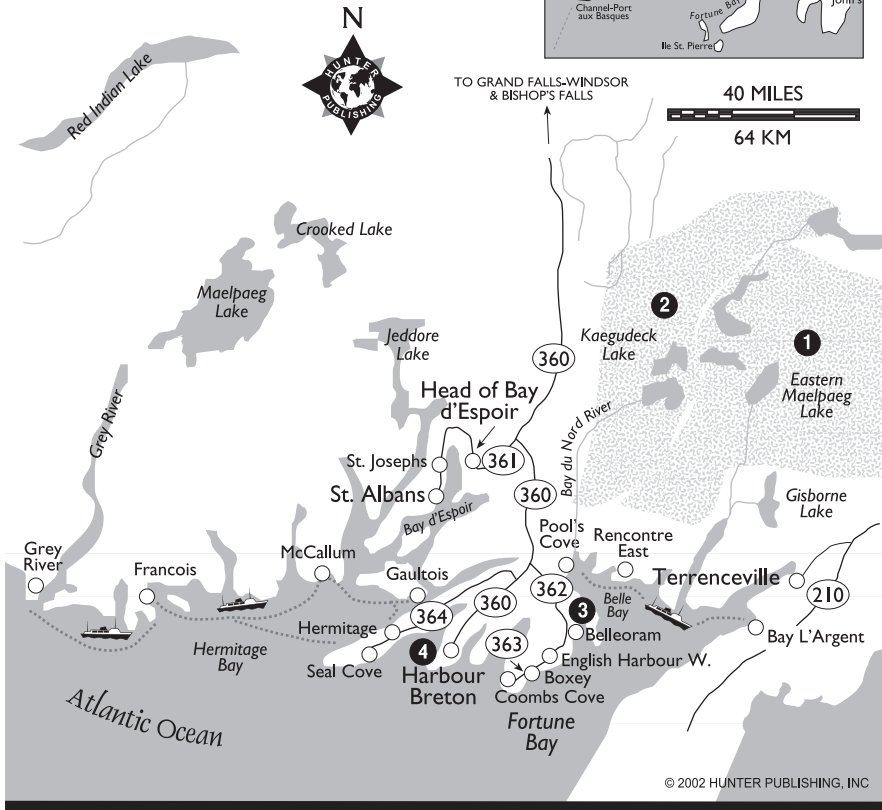 Channel-Port
aux Basques
Fortune Bay
John's
Ile St. Pierre
N
HUNTER
PUBLISHING
TO GRAND FALLS-WINDSOR
& BISHOP'S FALLS
40 MILES
64 KM
Red Indian Lake
Crooked Lake
Maelpaeg
Lake
Jeddore
Lake
2
Kaegudeck
Lake
1
Eastern
Maelpaeg
Lake
360
Head of Bay
d'Espoir
Grey River
Bay du Nord River
St. Josephs
361
St. Albans
360
Bay d'Espoir
Gisborne
Lake
Pool's
Cove
Rencontre
East
Grey
River
Francois
McCallum
Gaultois
Terrenceville
364
360
362
210
3
Belle
Bay
Hermitage
Belleoram
Bay L'Argent
Hermitage
Bay
363
4
Seal Cove
Harbour
Breton
English Harbour W.
Boxey
Coombs Cove
Fortune
Bay
Atlantic Ocean
© 2002 HUNTER PUBLISHING, INC